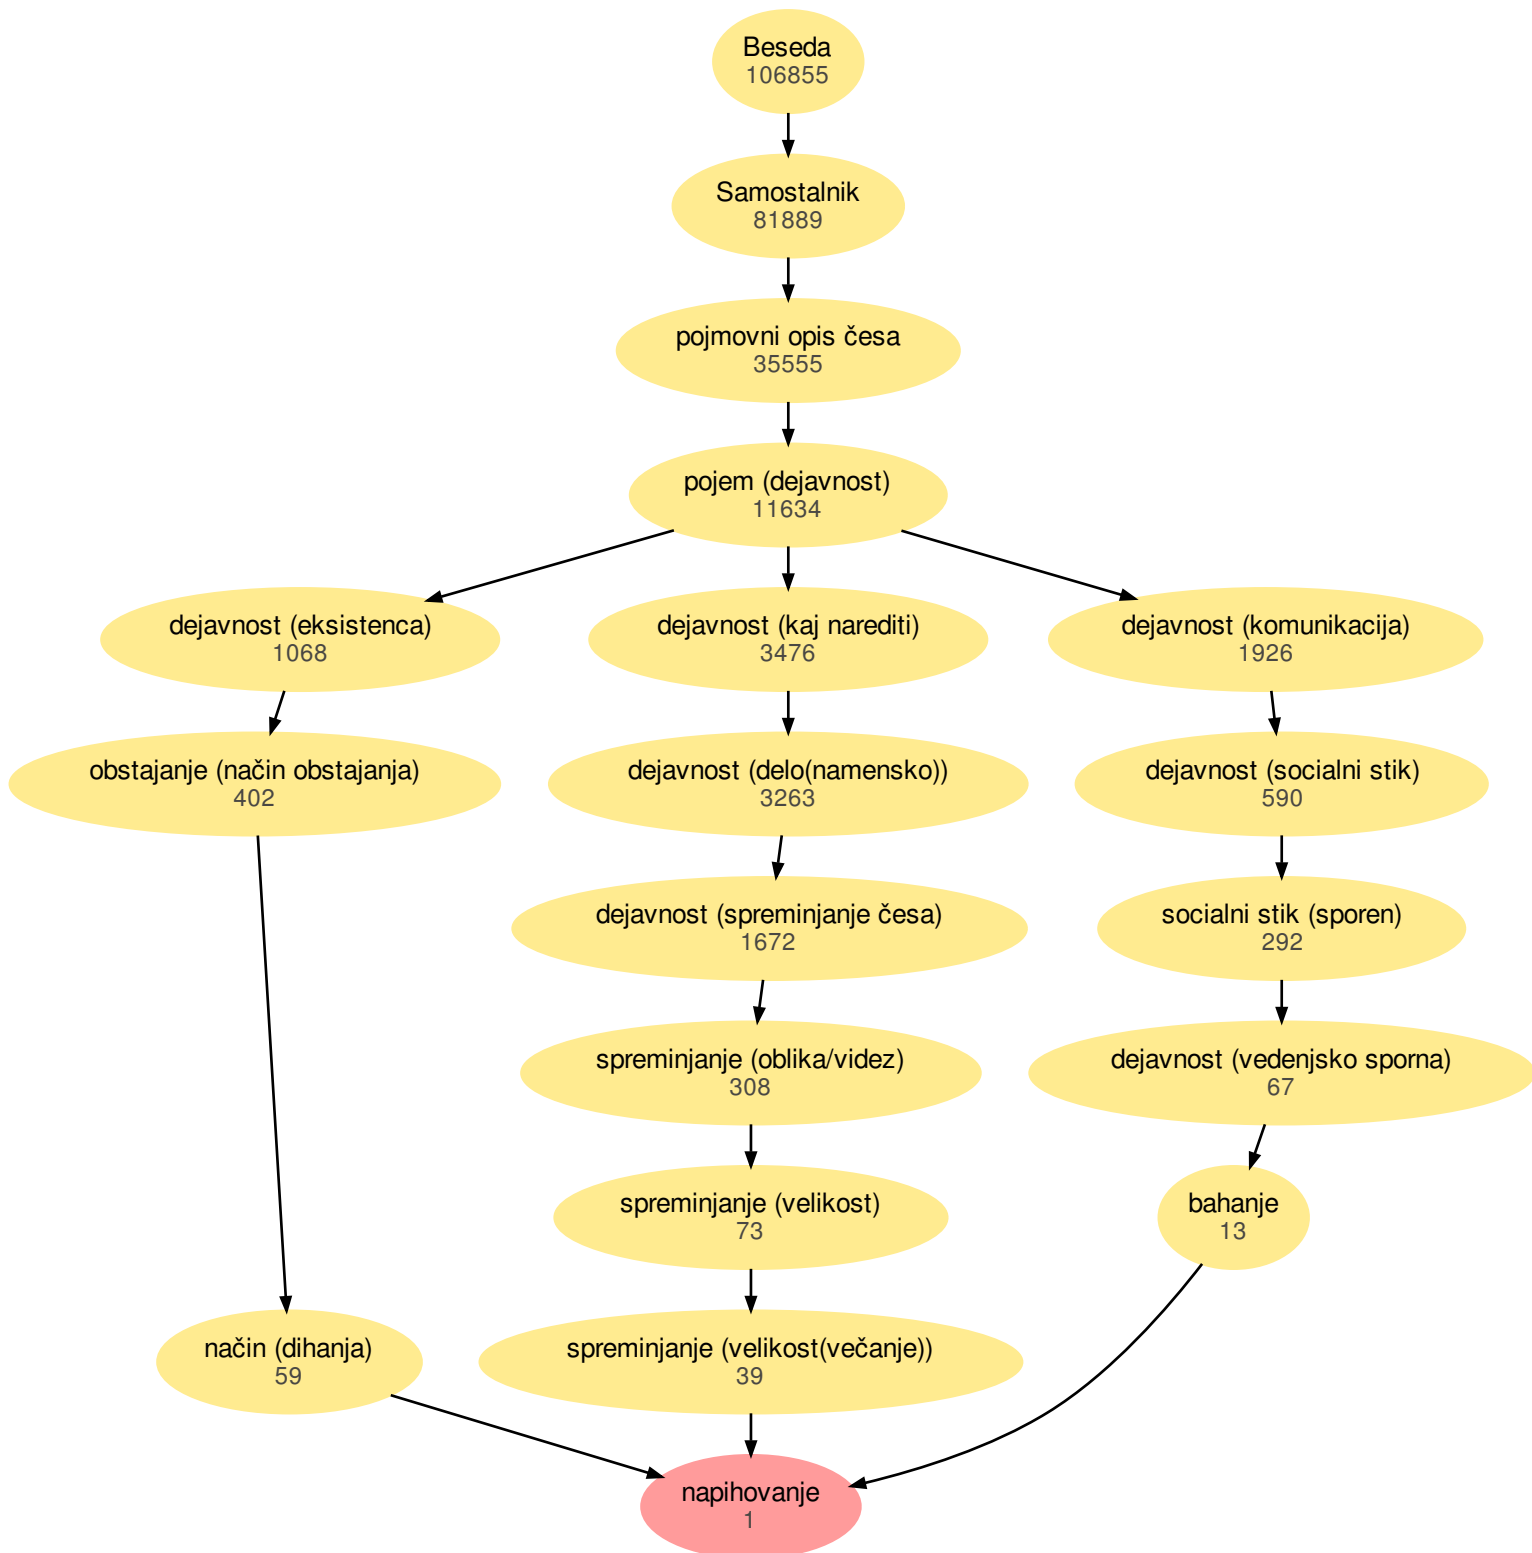 Beseda
106855
Samostalnik
81889
pojmovni opis česa
35555
pojem (dejavnost)
11634
dejavnost (eksistenca)
1068
dejavnost (kaj narediti)
3476
dejavnost (komunikacija)
1926
obstajanje (način obstajanja)
402
dejavnost (delo(namensko))
3263
dejavnost (socialni stik)
590
dejavnost (spreminjanje česa)
1672
socialni stik (sporen)
292
spreminjanje (oblika/videz)
308
dejavnost (vedenjsko sporna)
67
spreminjanje (velikost)
73
bahanje
13
način (dihanja)
59
spreminjanje (velikost(večanje))
39
napihovanje
1